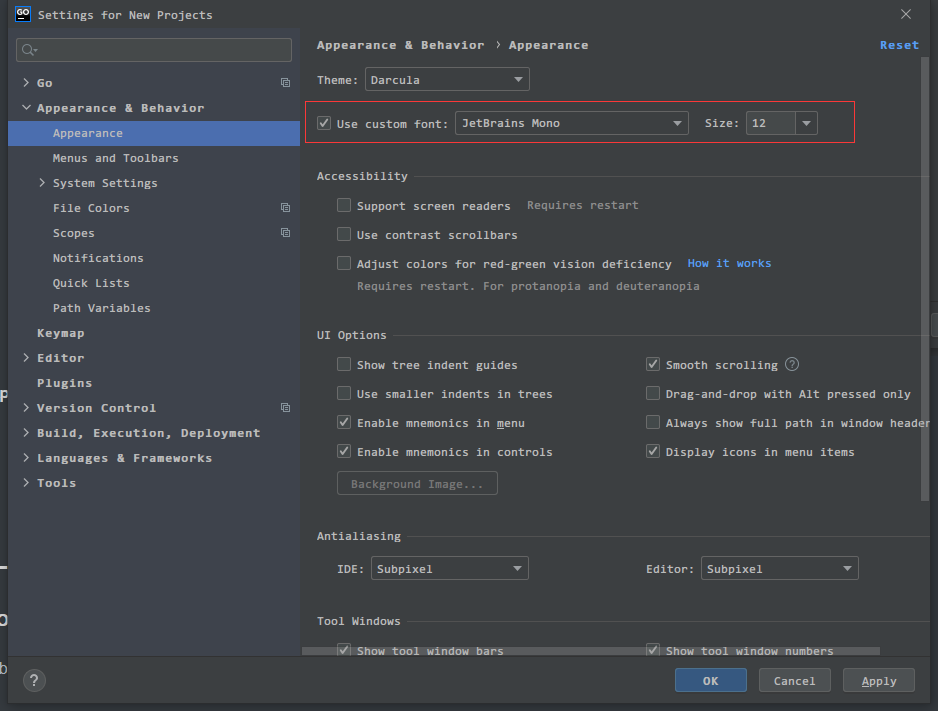 GO Settings for New Projects
Appearance & Behavior › Appearance Reset
Go
Appearance & Behavior
Appearance
Menus and Toolbars
System Settings
File Colors
Scopes
Notifications
Quick Lists
Path Variables
Keymap
Editor
Plugins
Version Control
Build, Execution, Deployment
Languages & Frameworks
Tools
Theme: Darcula
Use custom font: JetBrains Mono Size: 12
Accessibility
Support screen readers Requires restart
Use contrast scrollbars
Adjust colors for red-green vision deficiency How it works
Requires restart. For protanopia and deuteranopia
UI Options
Show tree indent guides Smooth scrolling ?
Use smaller indents in trees Drag-and-drop with Alt pressed only
Enable mnemonics in menu Always show full path in window header
Enable mnemonics in controls Display icons in menu items
Background Image...
Antialiasing
IDE: Subpixel Editor: Subpixel
Tool Windows
Show tool window bars Show tool window numbers
? OK Cancel Apply